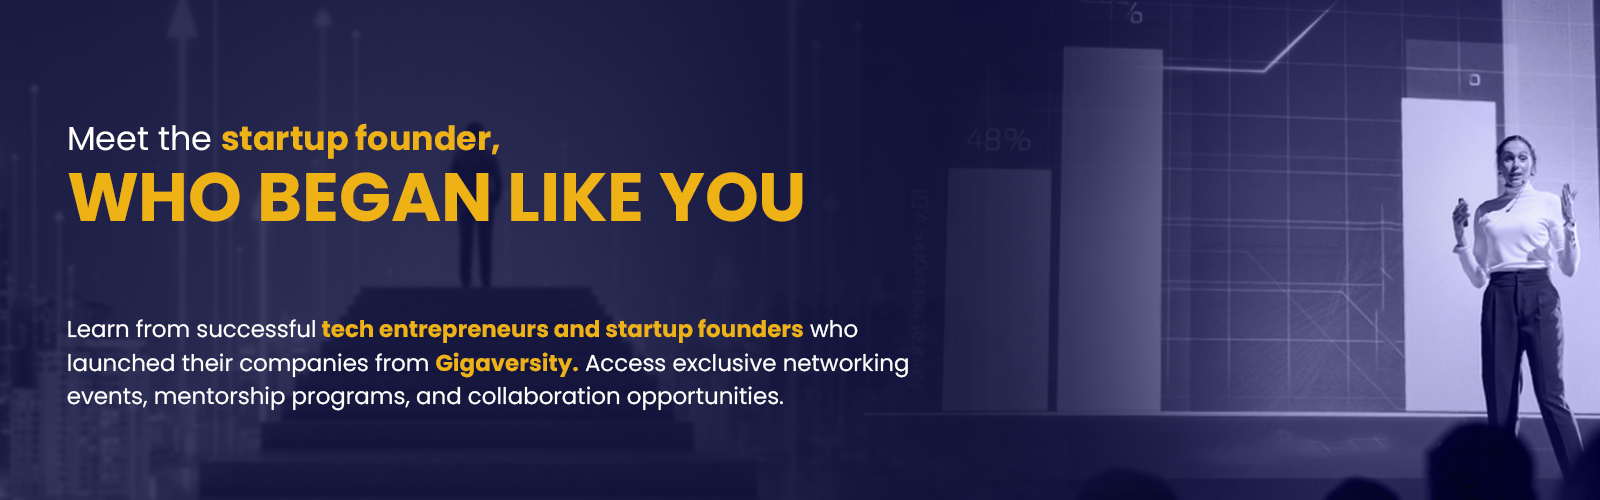 Meet the startup founder,
WHO BEGAN LIKE YOU
Learn from successful tech entrepreneurs and startup founders who
launched their companies from Gigaversity. Access exclusive networking
events, mentorship programs, and collaboration opportunities.
48%